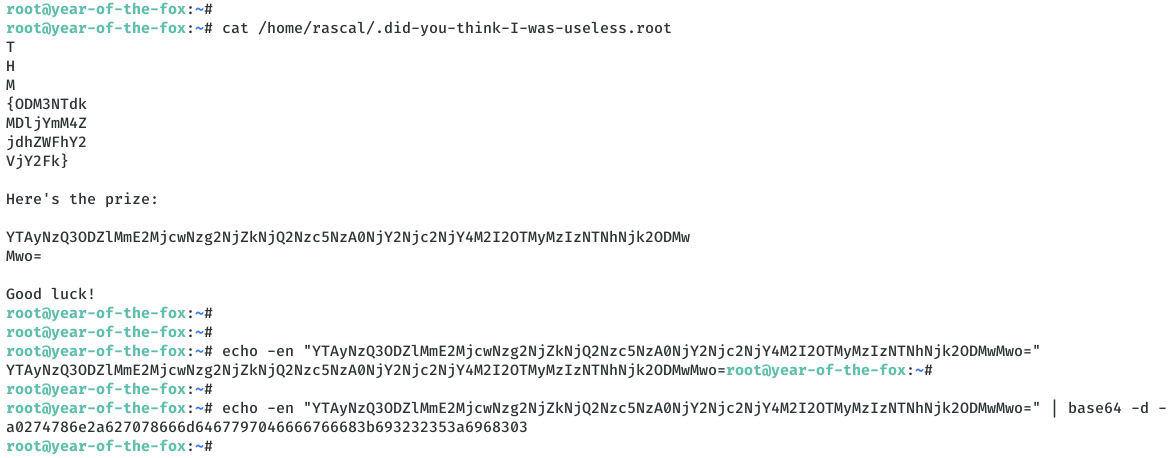 root@year-of-the-fox:~#
root@year-of-the-fox:~# cat /home/rascal/.did-you-think-I-was-useless.root
T
H
M
{ODM3NTdk
MDljYmM4Z
jdhZWFhY2
VjY2Fk}
Here's the prize:
YTAyNzQ3ODZlMmE2MjcwNzg2NjZkNjQ2Nzc5NzA0NjY2Njc2NjY4M2I2OTMyMzIzNTNhNjk2ODMw
Mwo=
Good luck!
root@year-of-the-fox:~#
root@year-of-the-fox:~#
root@year-of-the-fox:~# echo -en "YTAyNzQ3ODZlMmE2MjcwNzg2NjZkNjQ2Nzc5NzA0NjY2Njc2NjY4M2I2OTMyMzIzNTNhNjk2ODMwMwo="
YTAyNzQ3ODZlMmE2MjcwNzg2NjZkNjQ2Nzc5NzA0NjY2Njc2NjY4M2I2OTMyMzIzNTNhNjk2ODMwMwo=root@year-of-the-fox:~#
root@year-of-the-fox:~#
root@year-of-the-fox:~# echo -en "YTAyNzQ3ODZlMmE2MjcwNzg2NjZkNjQ2Nzc5NzA0NjY2Njc2NjY4M2I2OTMyMzIzNTNhNjk2ODMwMwo=" | base64 -d -
a0274786e2a627078666d6467797046666766683b693232353a6968303
root@year-of-the-fox:~#